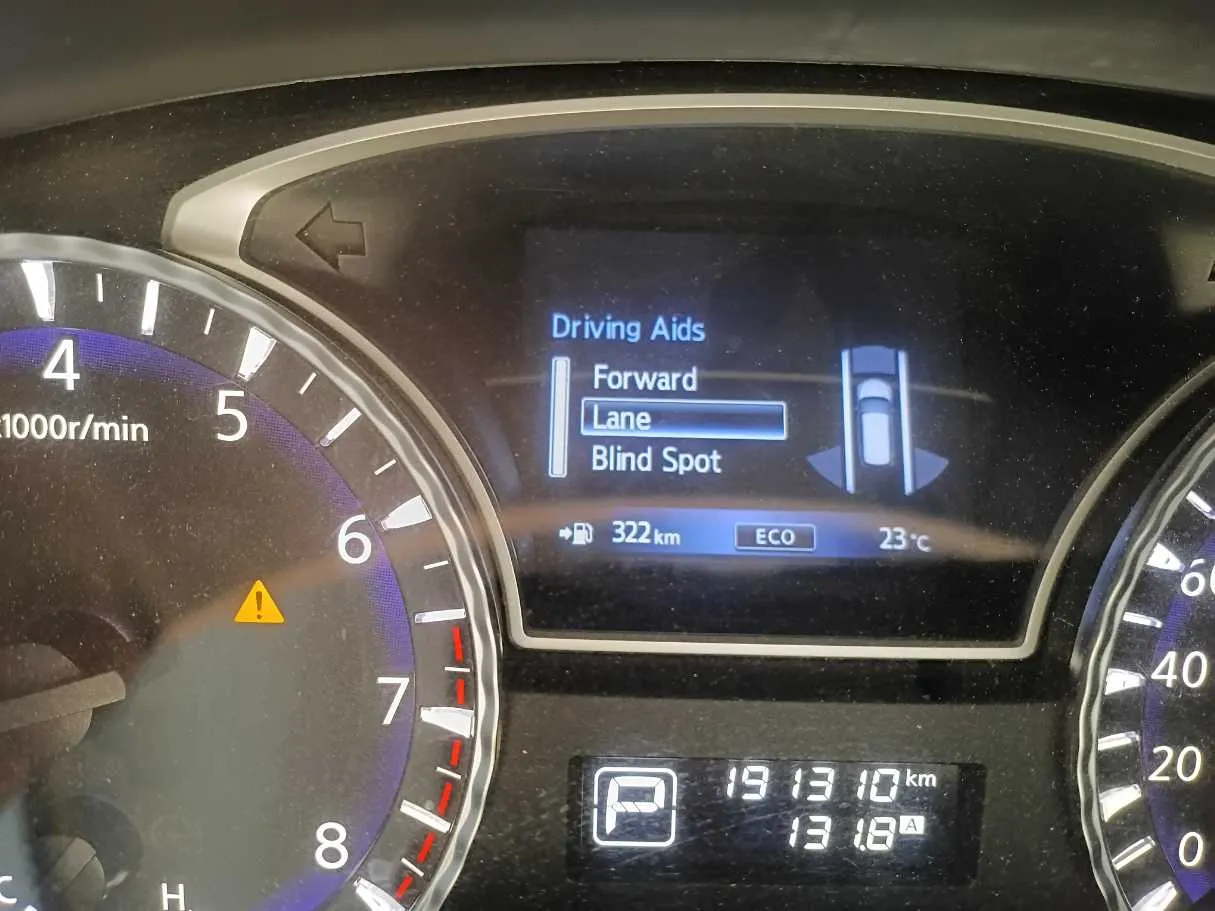 Driving Aids
Forward
Lane
Blind Spot
322 km
ECO
23°C
4
5
6
7
8
x1000r/min
H
C
60
40
20
0
P
191310 km
131.8 A